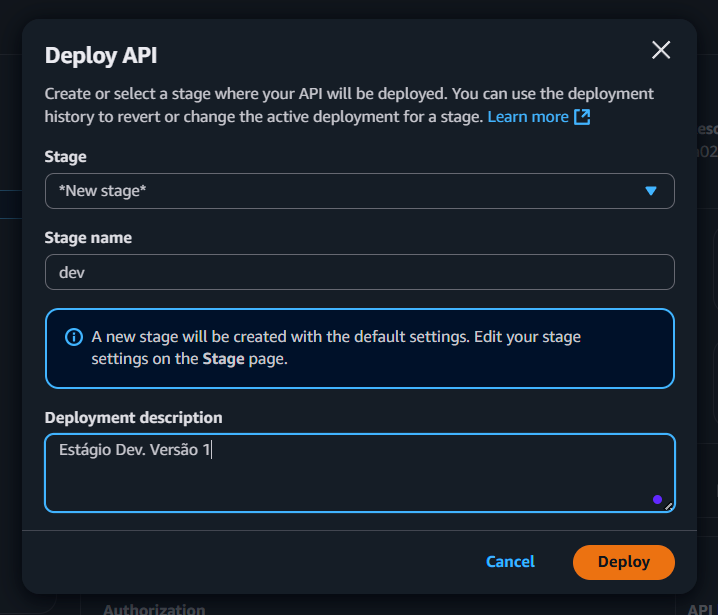 Deploy API
Create or select a stage where your API will be deployed. You can use the deployment
history to revert or change the active deployment for a stage. Learn more
Stage
*New stage*
Stage name
dev
A new stage will be created with the default settings. Edit your stage
settings on the Stage page.
Deployment description
Estágio Dev. Versão 1
Cancel
Deploy
Authorization
API